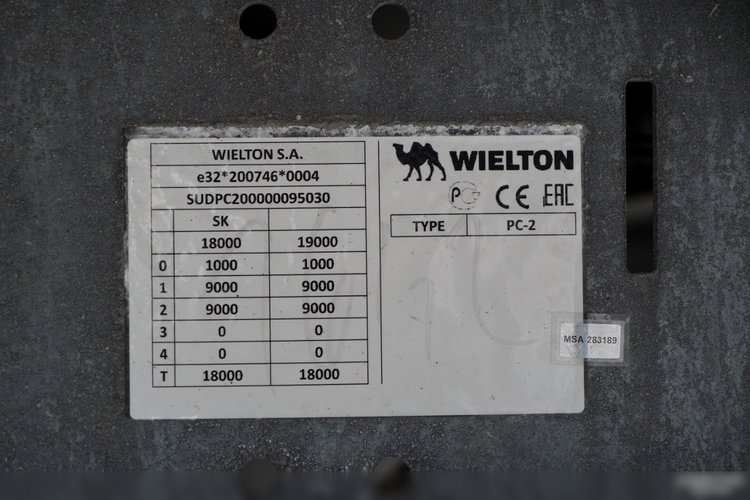 WIELTON S.A.
e32*200746*0004
SUDPC200000095030
SK
18000 19000
0 1000 1000
1 9000 9000
2 9000 9000
3 0 0
4 0 0
T 18000 18000
WIELTON
PC CE EAC
TYPE PC-2
MSA 283189